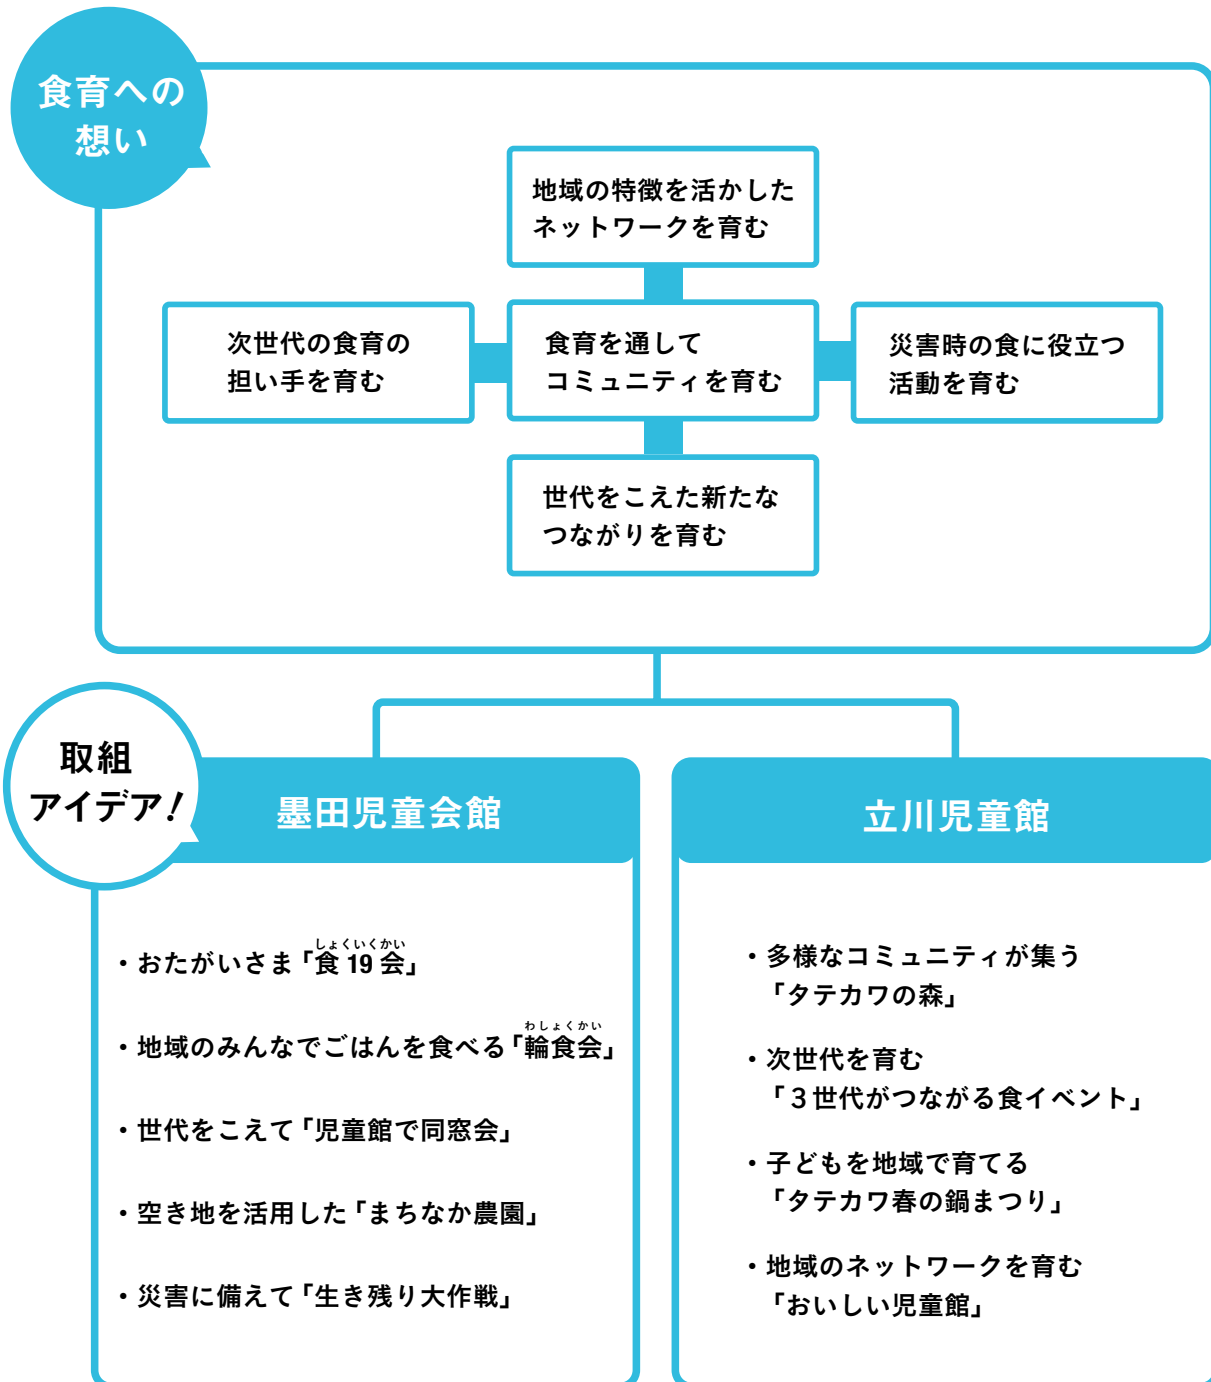 食育への
想い
地域の特徴を活かした
ネットワークを育む
次世代の食育の
担い手を育む
食育を通して
コミュニティを育む
災害時の食に役立つ
活動を育む
世代をこえた新たな
つながりを育む
取組
アイデア!
墨田児童会館
・おたがいさま「食19会」
しょくいくかい
・地域のみんなでごはんを食べる「輪食会」
わしょくかい
・世代をこえて「児童館で同窓会」
・空き地を活用した「まちなか農園」
・災害に備えて「生き残り大作戦」
立川児童館
・多様なコミュニティが集う
「タテカワの森」
・次世代を育む
「3世代がつながる食イベント」
・子どもを地域で育てる
「タテカワ春の鍋まつり」
・地域のネットワークを育む
「おいしい児童館」